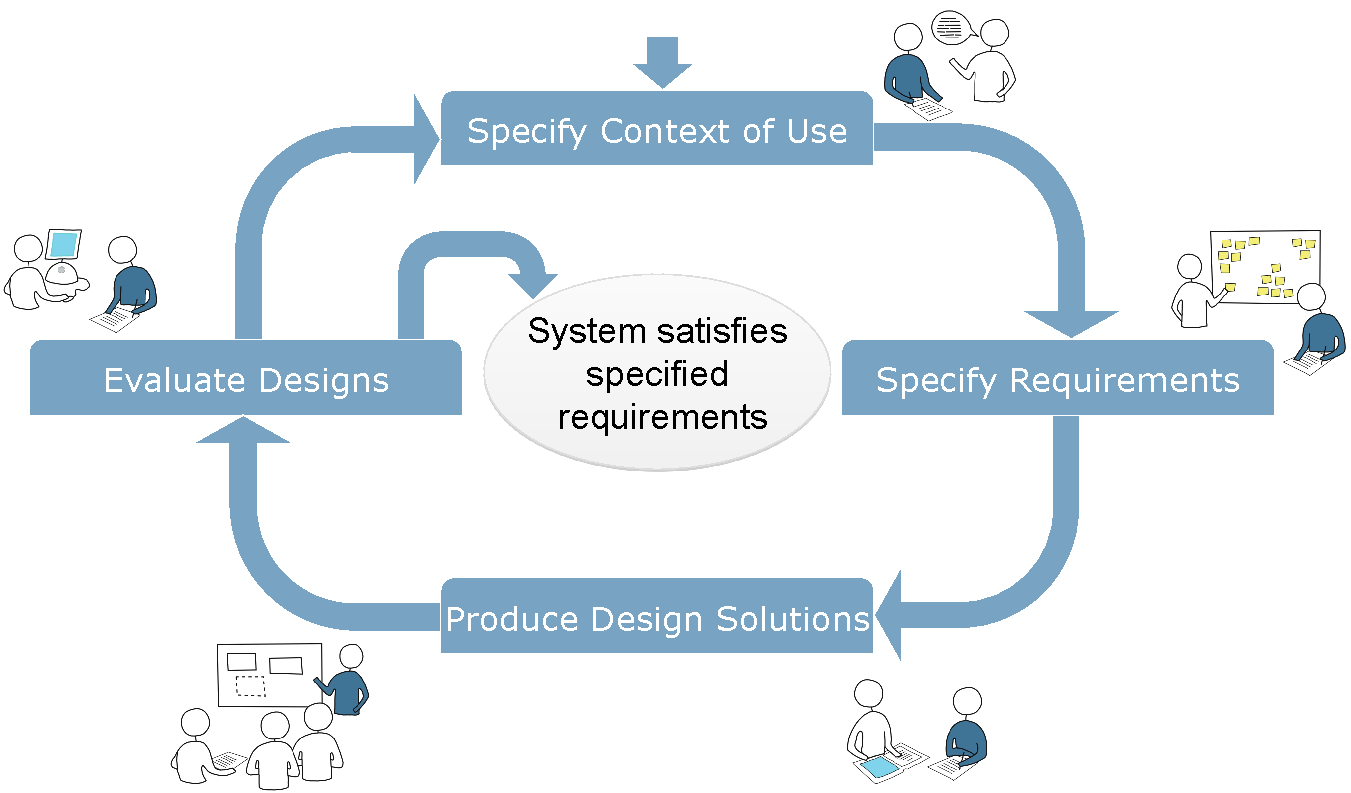 Specify Context of Use
Evaluate Designs
System satisfies
specified
requirements
Specify Requirements
Produce Design Solutions